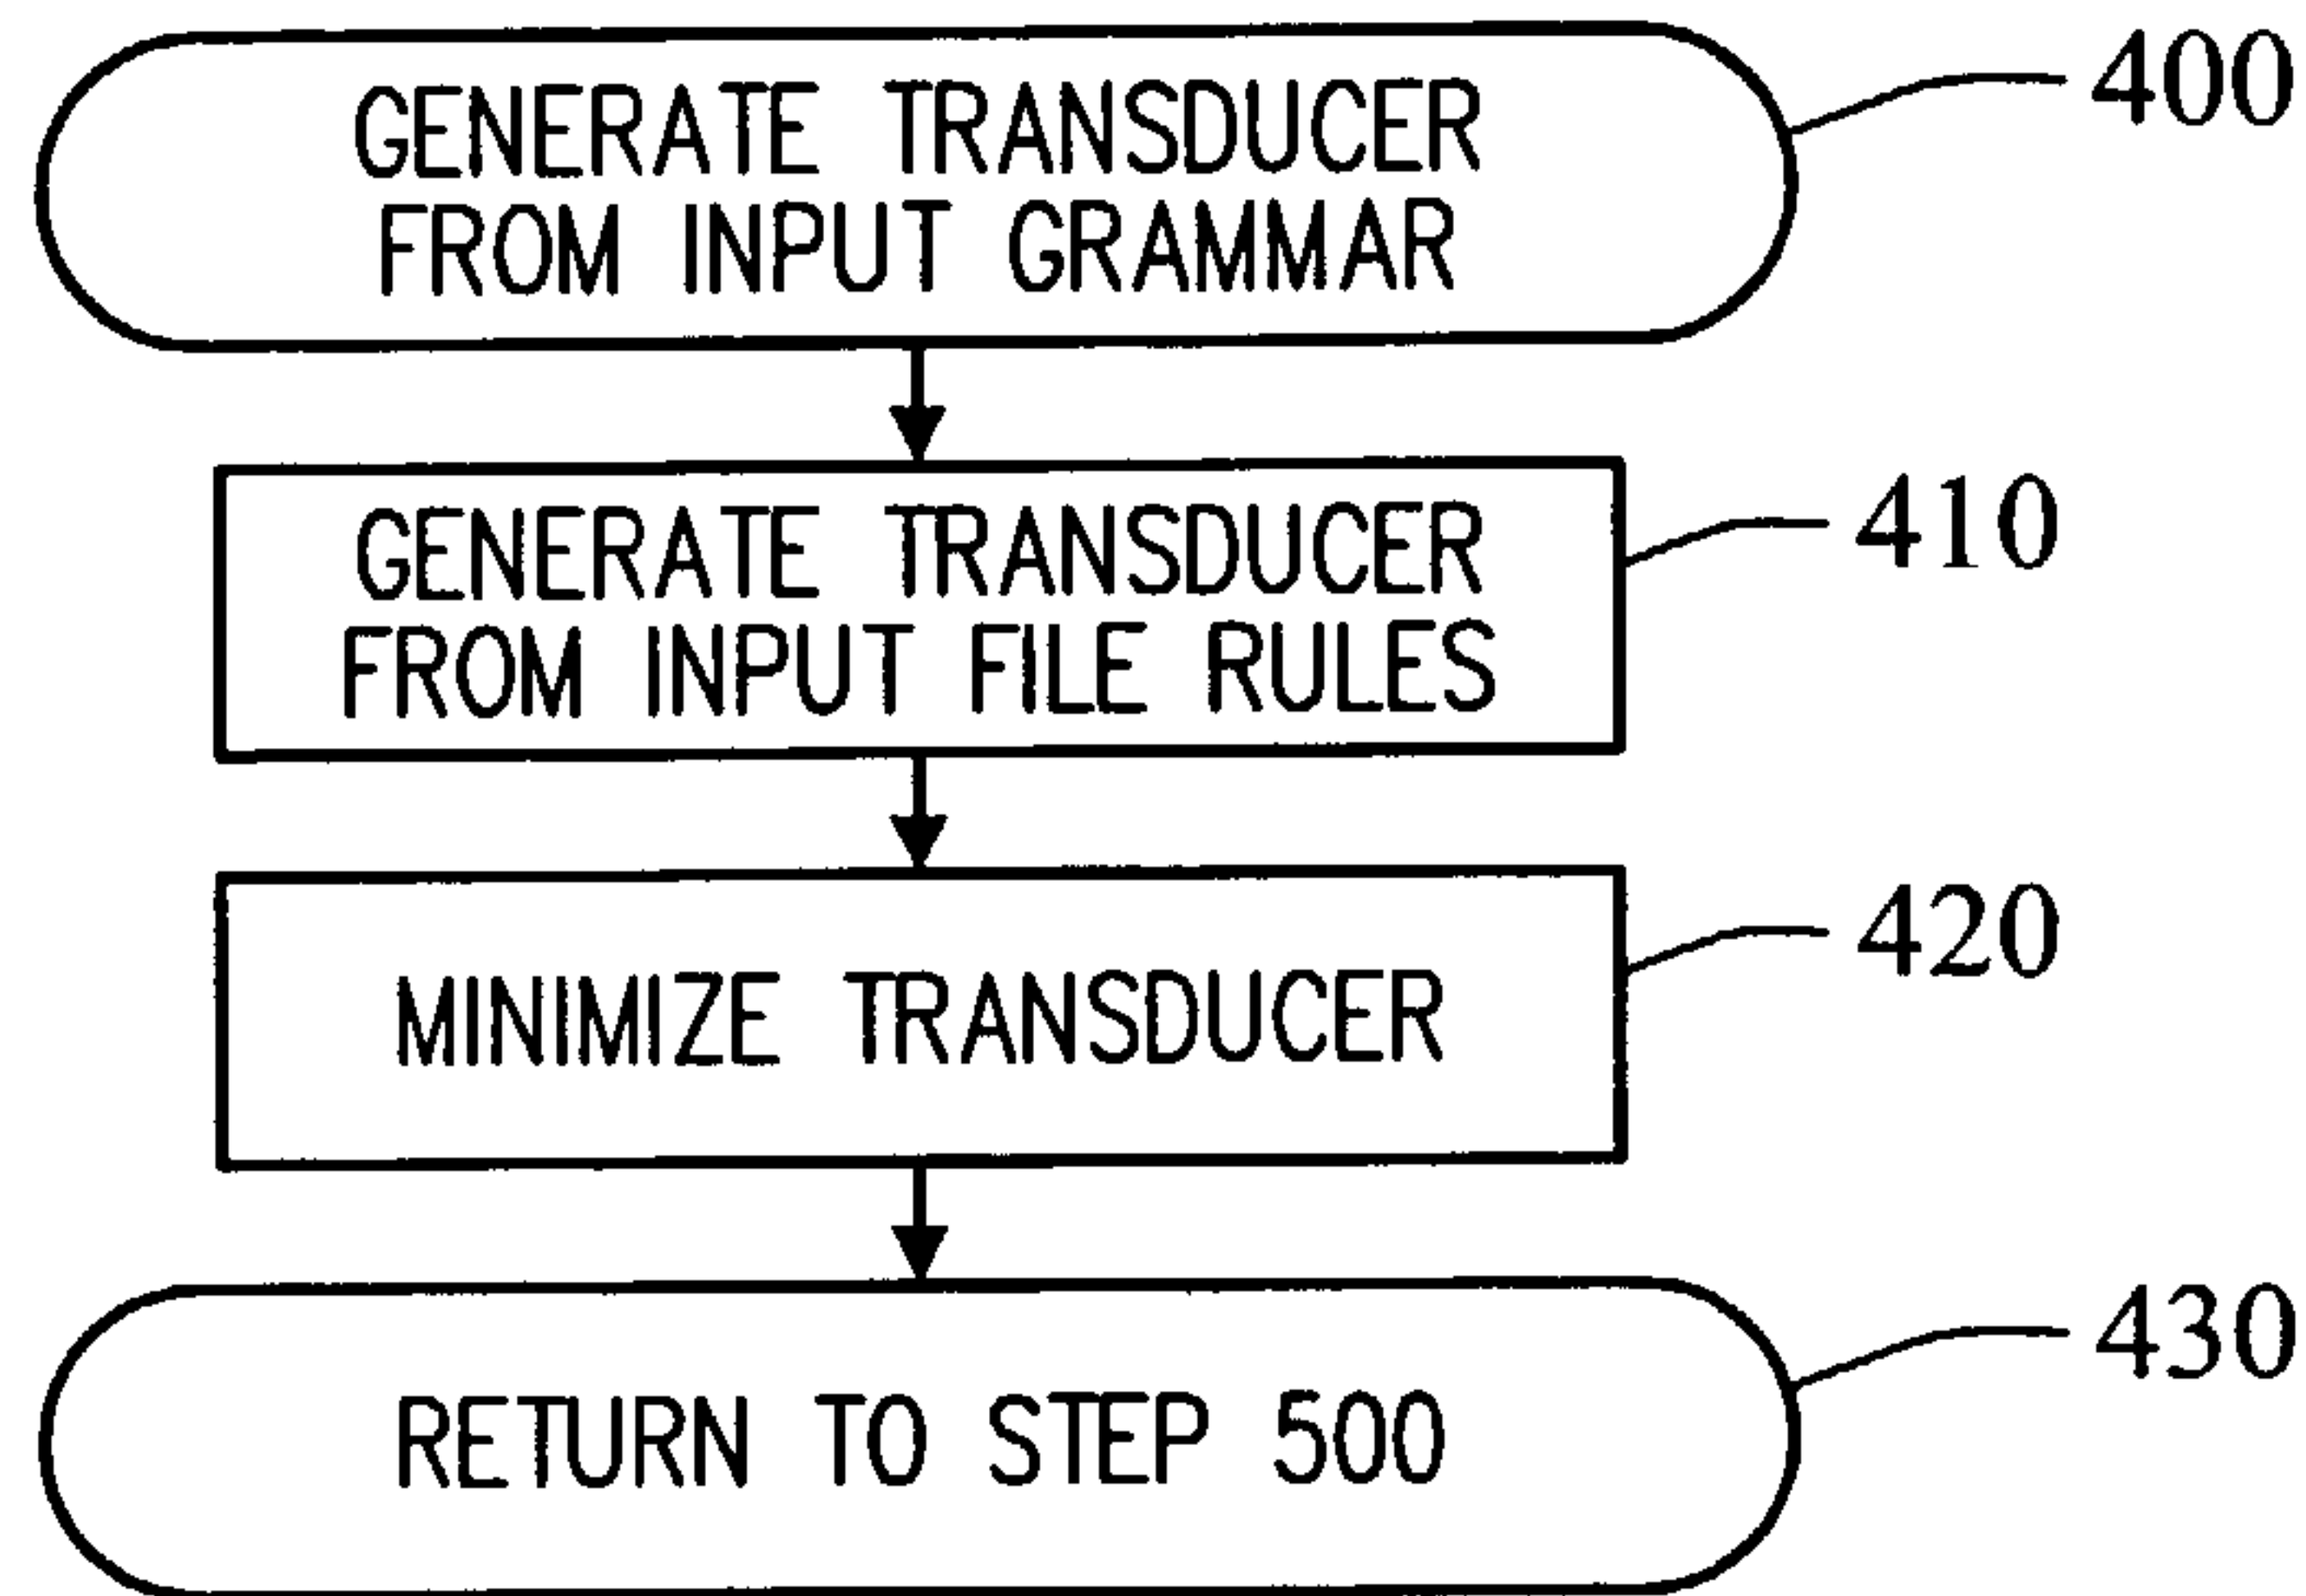 GENERATE TRANSDUCER
FROM INPUT GRAMMAR
400
GENERATE TRANSDUCER
FROM INPUT FILE RULES
410
MINIMIZE TRANSDUCER
420
RETURN TO STEP 500
430